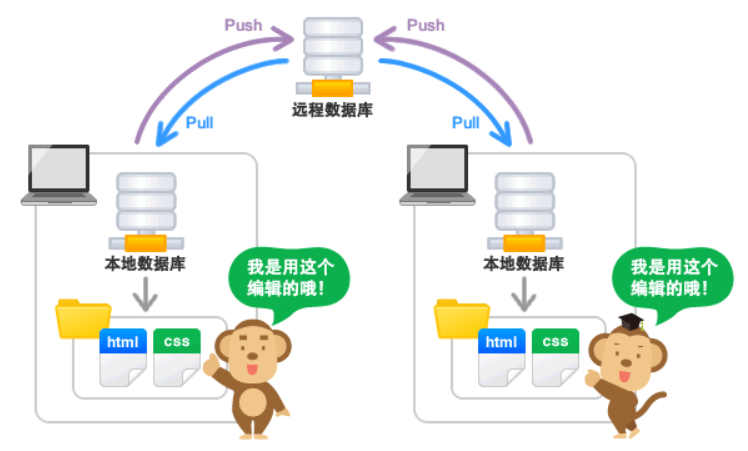 Push
Push
远程数据库
Pull
Pull
本地数据库
本地数据库
我是用这个
编辑的哦！
我是用这个
编辑的哦！
html
css
html
css